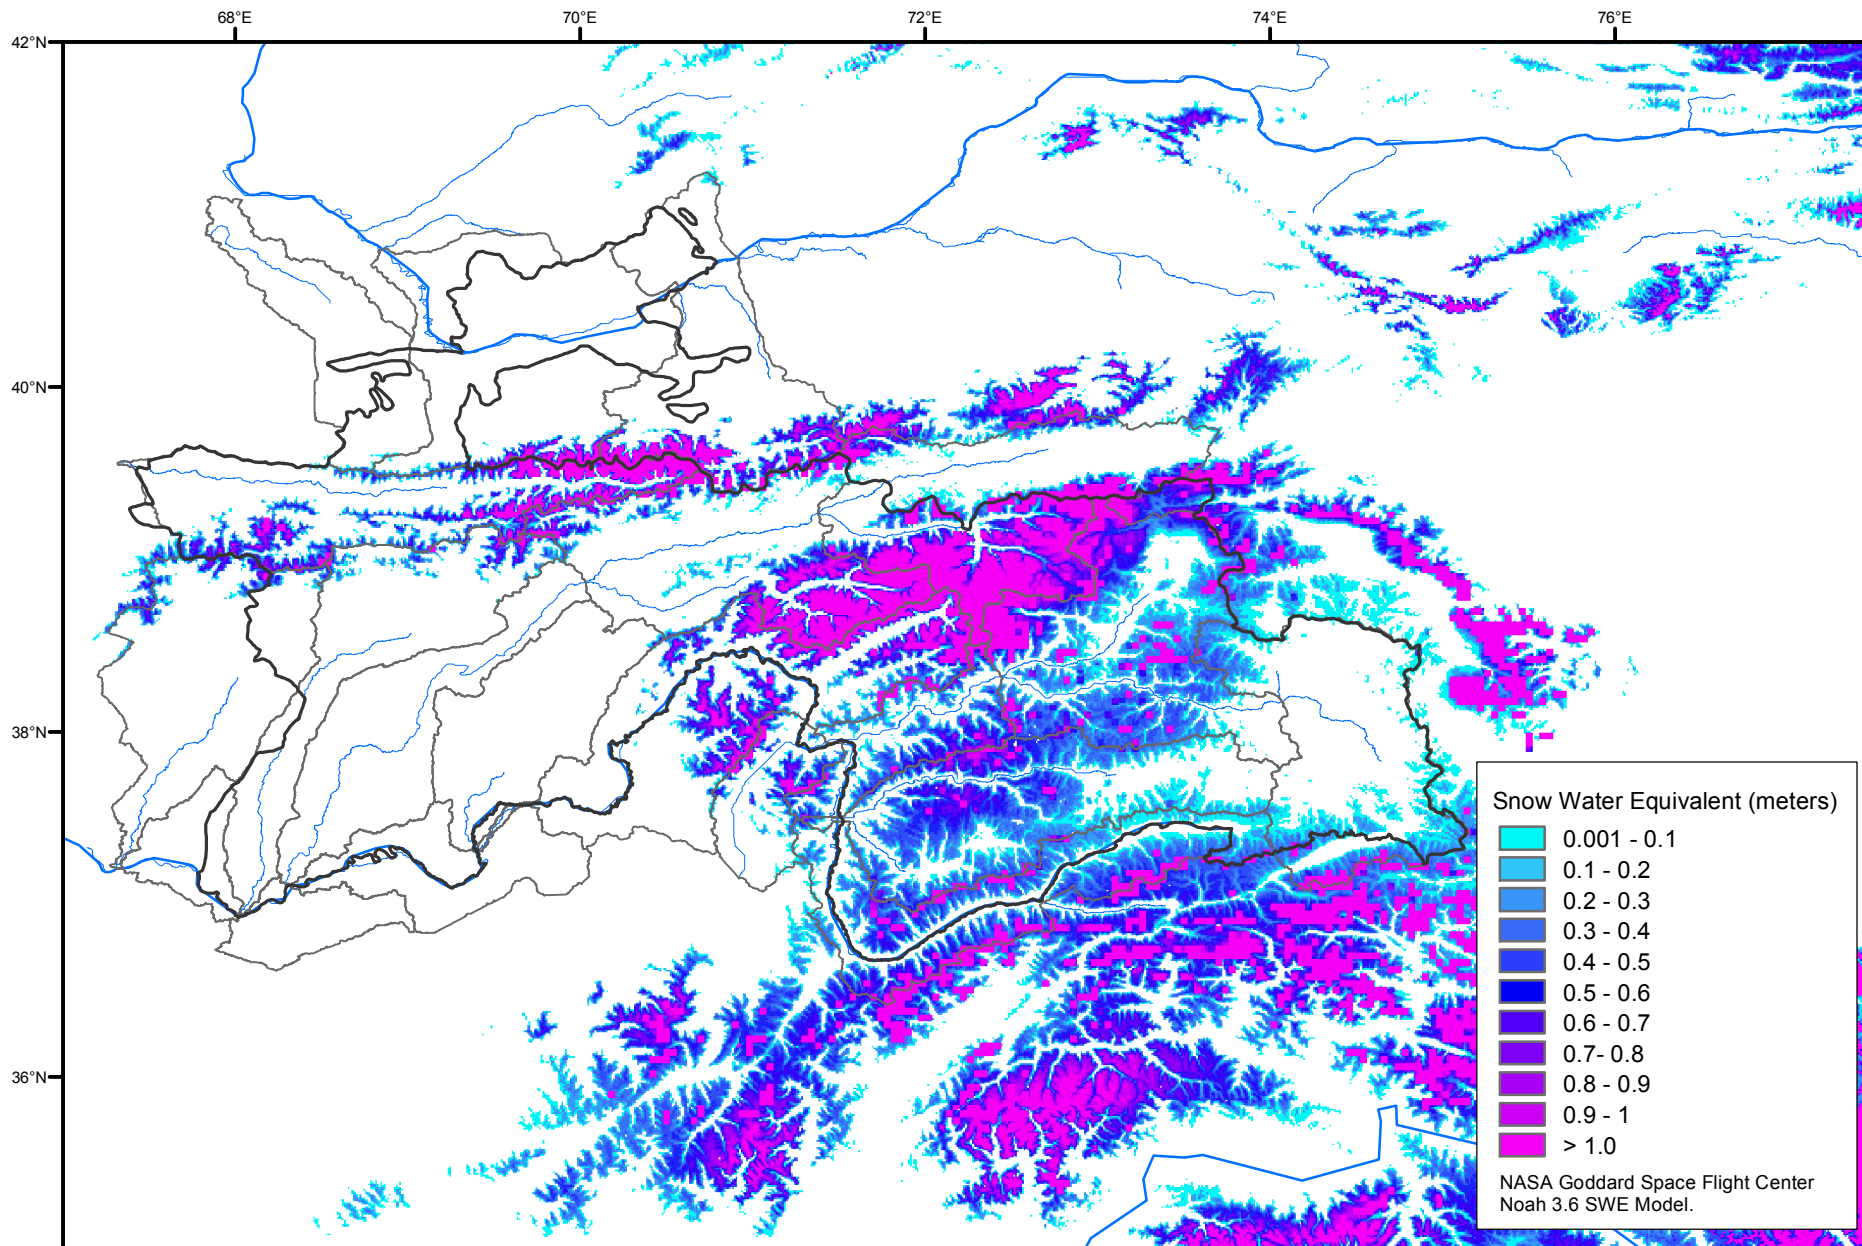 68°E
70°E
72°E
74°E
76°E
42°N
40°N
38°N
36°N
Snow Water Equivalent (meters)
0.001 - 0.1
0.1 - 0.2
0.2 - 0.3
0.3 - 0.4
0.4 - 0.5
0.5 - 0.6
0.6 - 0.7
0.7- 0.8
0.8 - 0.9
0.9 - 1
> 1.0
NASA Goddard Space Flight Center
Noah 3.6 SWE Model.